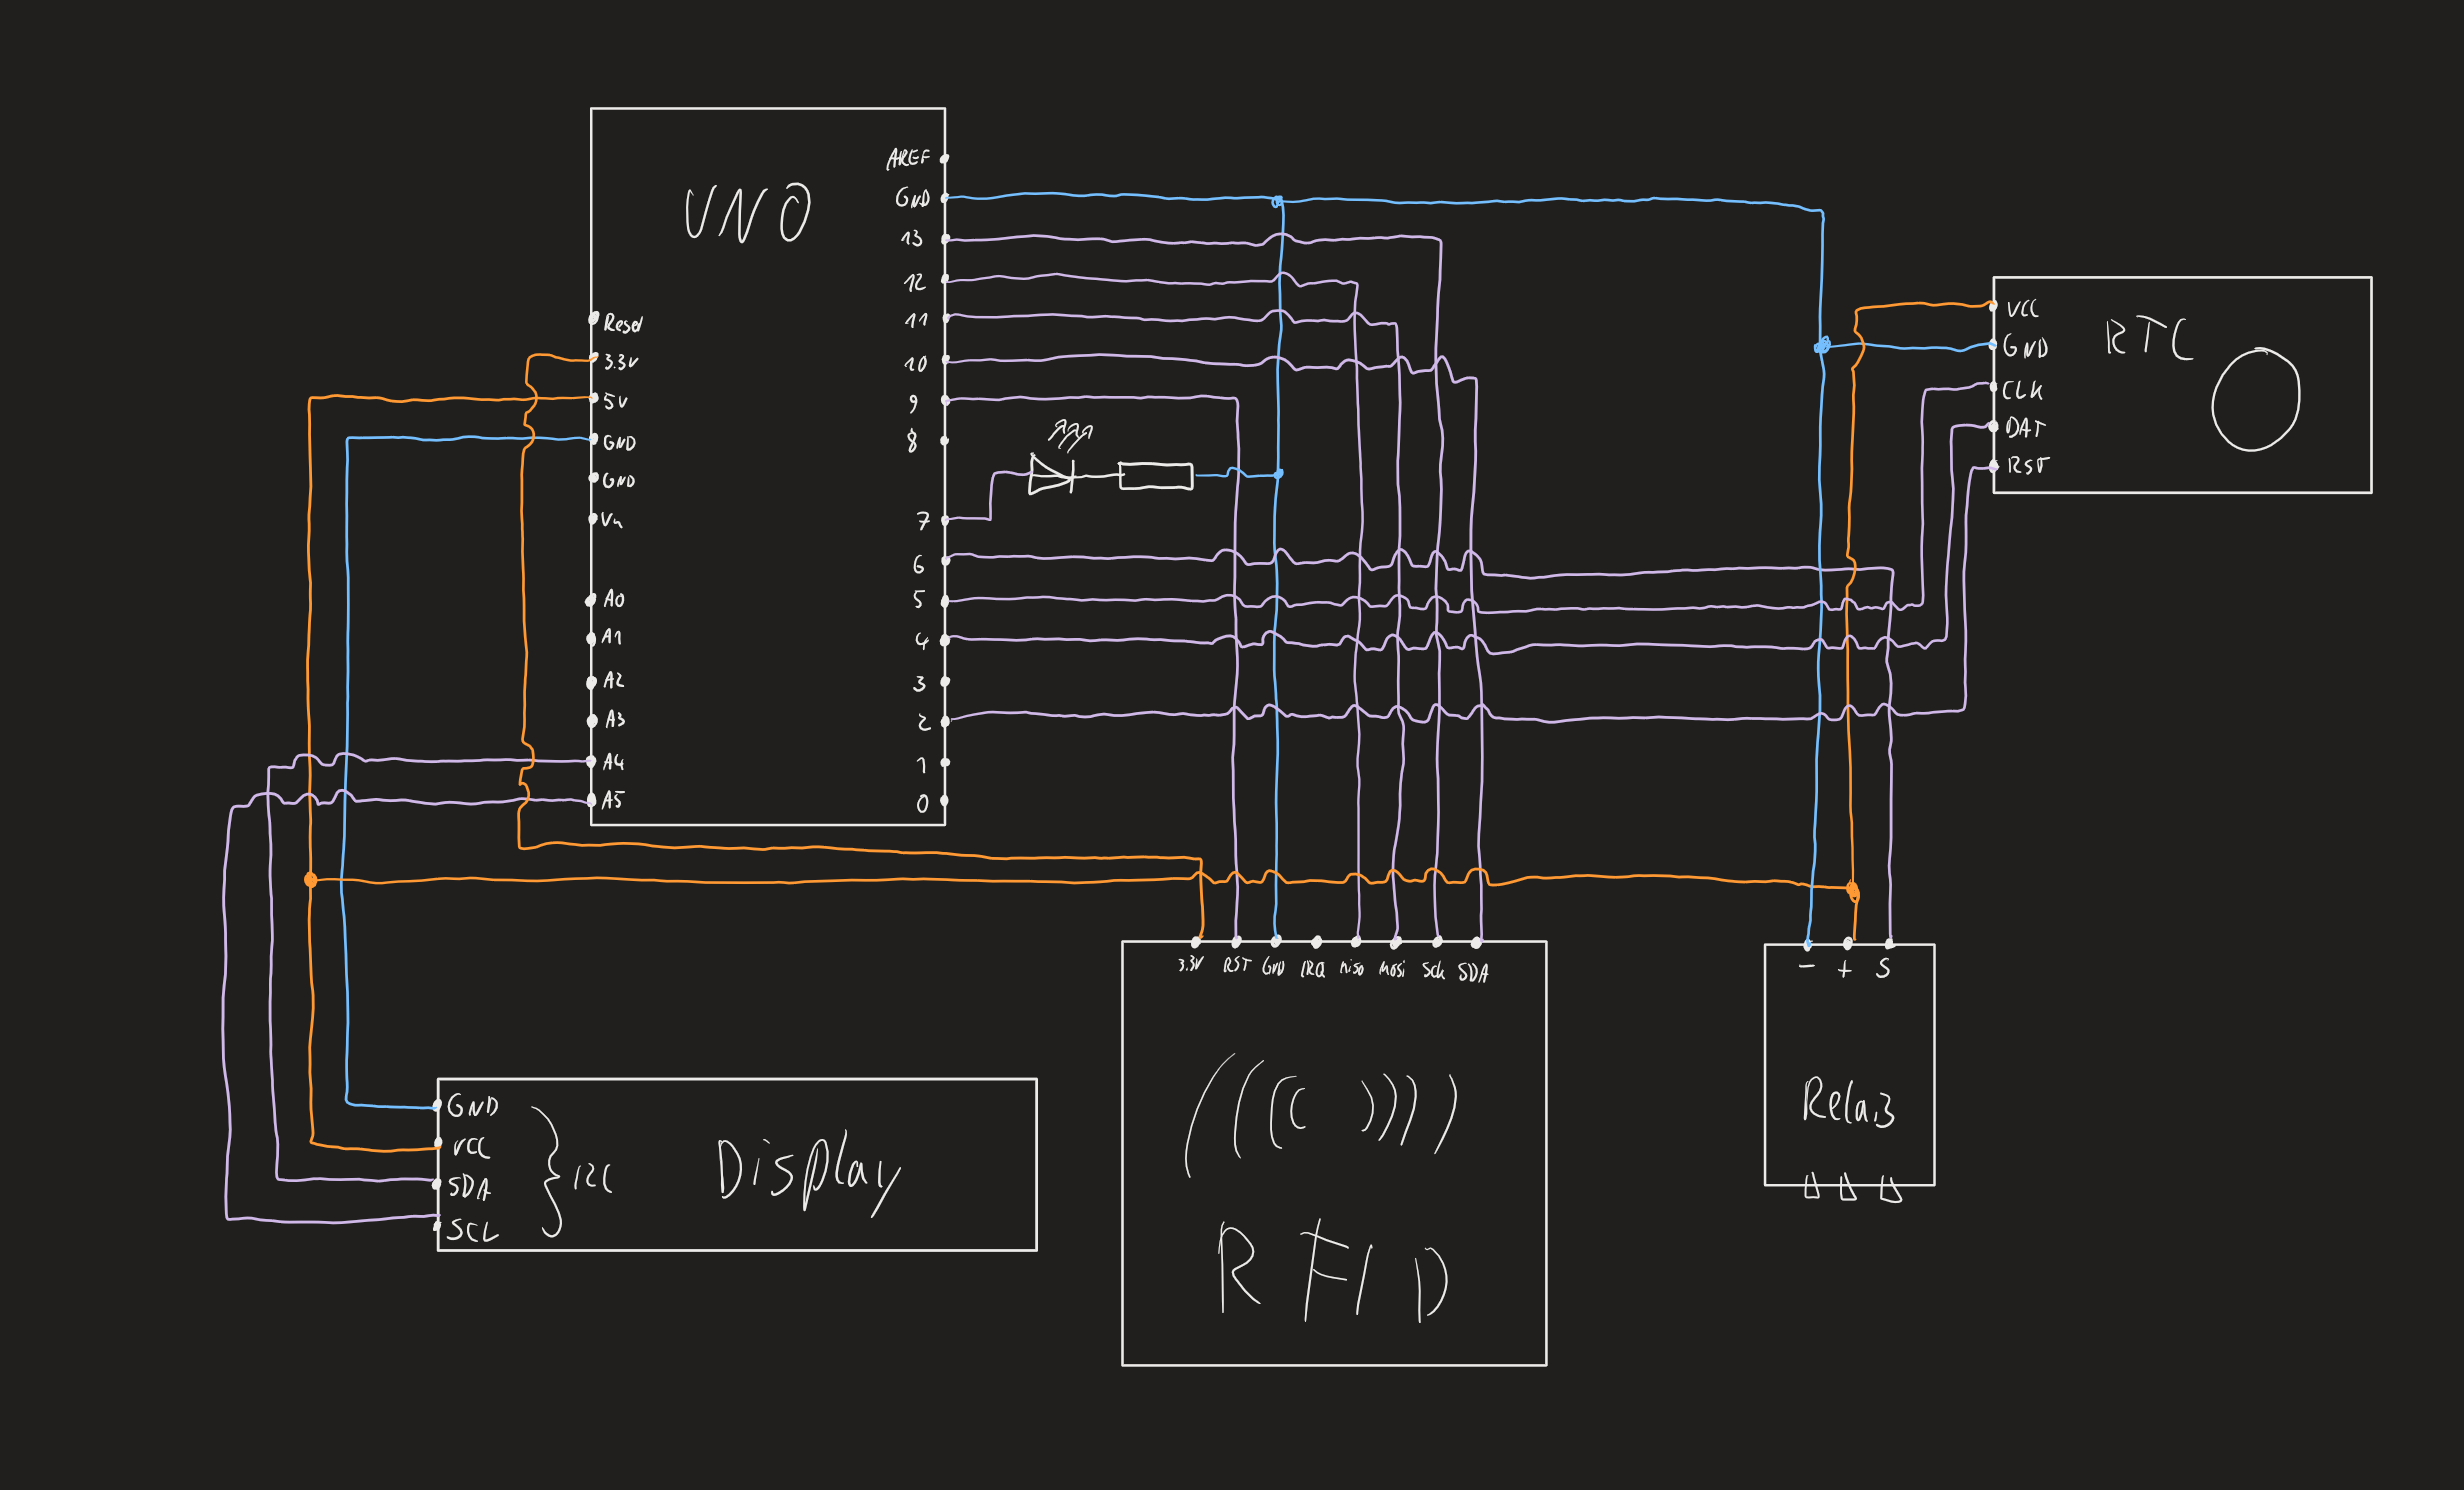 UNO
AREF
GND
13
12
11
10
9
8
7
6
5
4
3
2
1
0
Reset
3.3V
5V
GND
GND
Vin
A0
A1
A2
A3
A4
A5
RTC
VCC
GND
CLK
DAT
RST
3.3V RST GND IRQ Miso Mosi Sck SDA
RFID
- + S
Relais
GND
VCC
SDA
SCL
I2C
Display